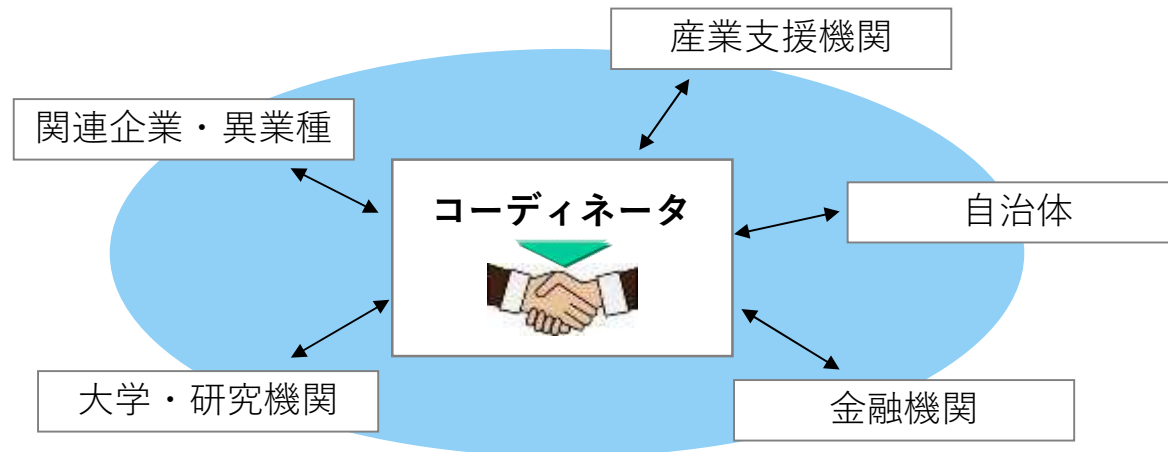 産業支援機関
関連企業・異業種
コーディネータ
自治体
大学・研究機関
金融機関